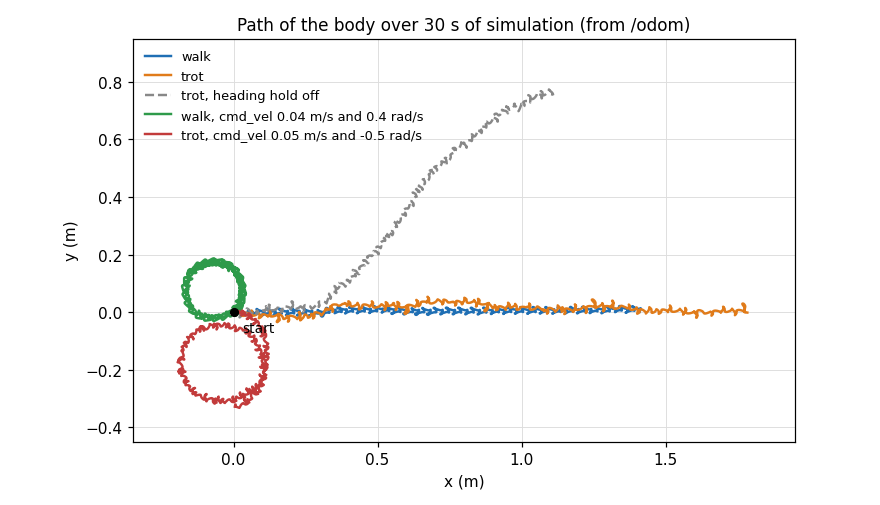 Path of the body over 30 s of simulation (from /odom)
walk
trot
trot, heading hold off
walk, cmd_vel 0.04 m/s and 0.4 rad/s
trot, cmd_vel 0.05 m/s and -0.5 rad/s
0.8
0.6
0.4
0.2
0.0
−0.2
−0.4
y (m)
start
0.0 0.5 1.0 1.5
x (m)